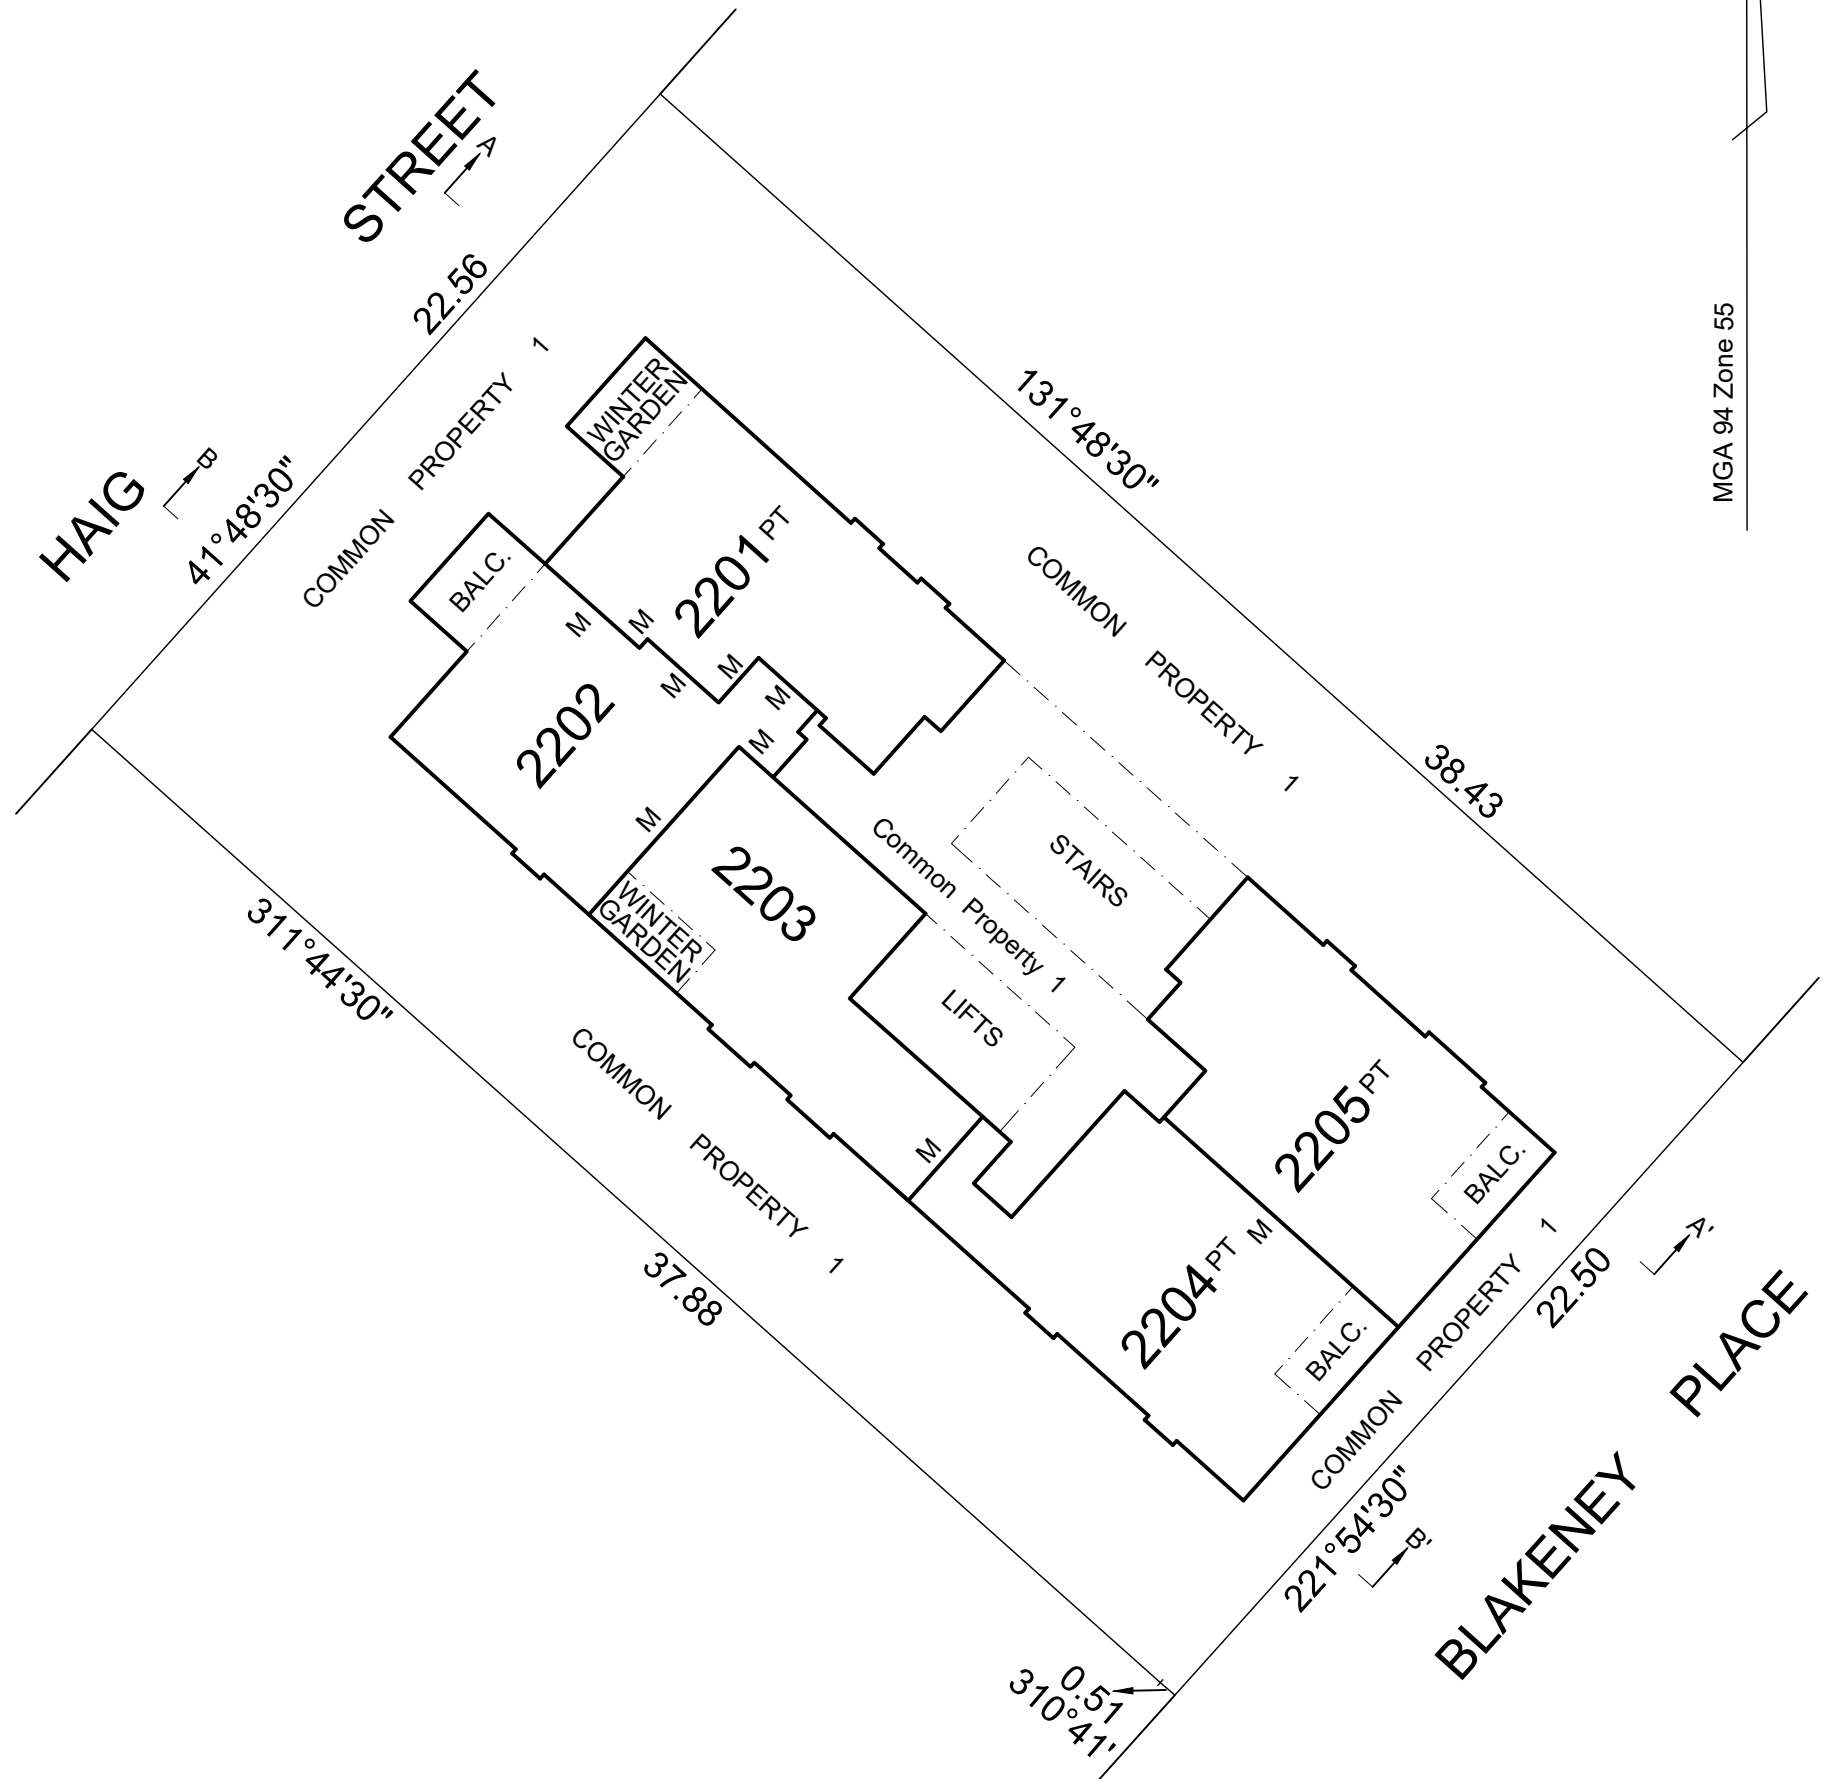 HAIG STREET
A
B
22.56
41°48'30"
COMMON PROPERTY 1
131°48'30"
38.43
MGA 94 Zone 55
WINTER
GARDEN
2201 PT
COMMON PROPERTY 1
BALC.
M
M
M
M
M
M
M
2202
2203
WINTER
GARDEN
Common Property 1
STAIRS
LIFTS
311°44'30"
37.88
COMMON PROPERTY 1
M
2205 PT
BALC.
M
2204 PT
BALC.
COMMON PROPERTY 1
22.50
221°54'30"
A'
B'
BLAKENEY PLACE
0.51
310°41'